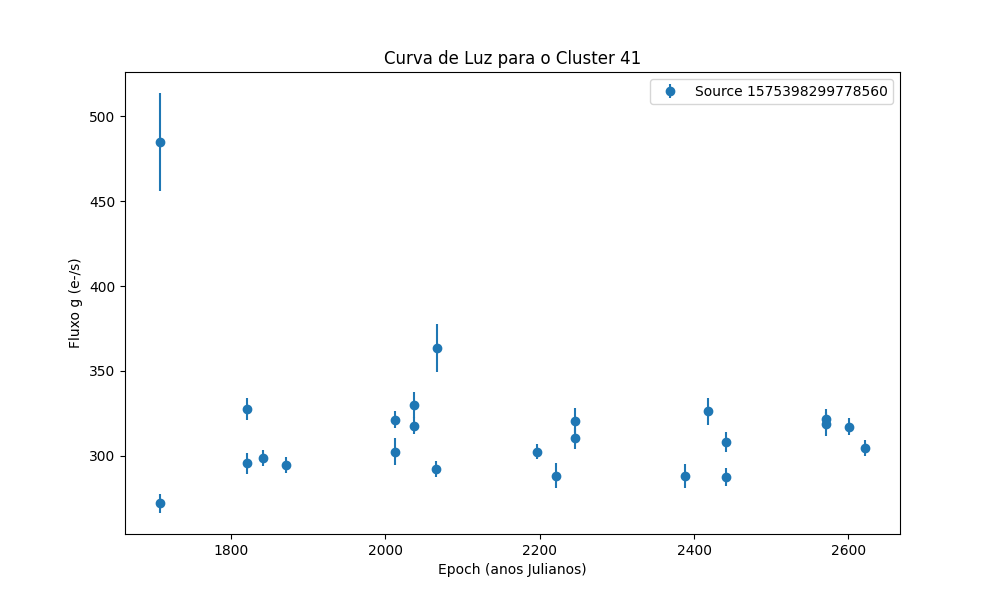 Curva de Luz para o Cluster 41
Source 1575398299778560
Fluxo g (e-/s)
500
450
400
350
300
1800 2000 2200 2400 2600
Epoch (anos Julianos)